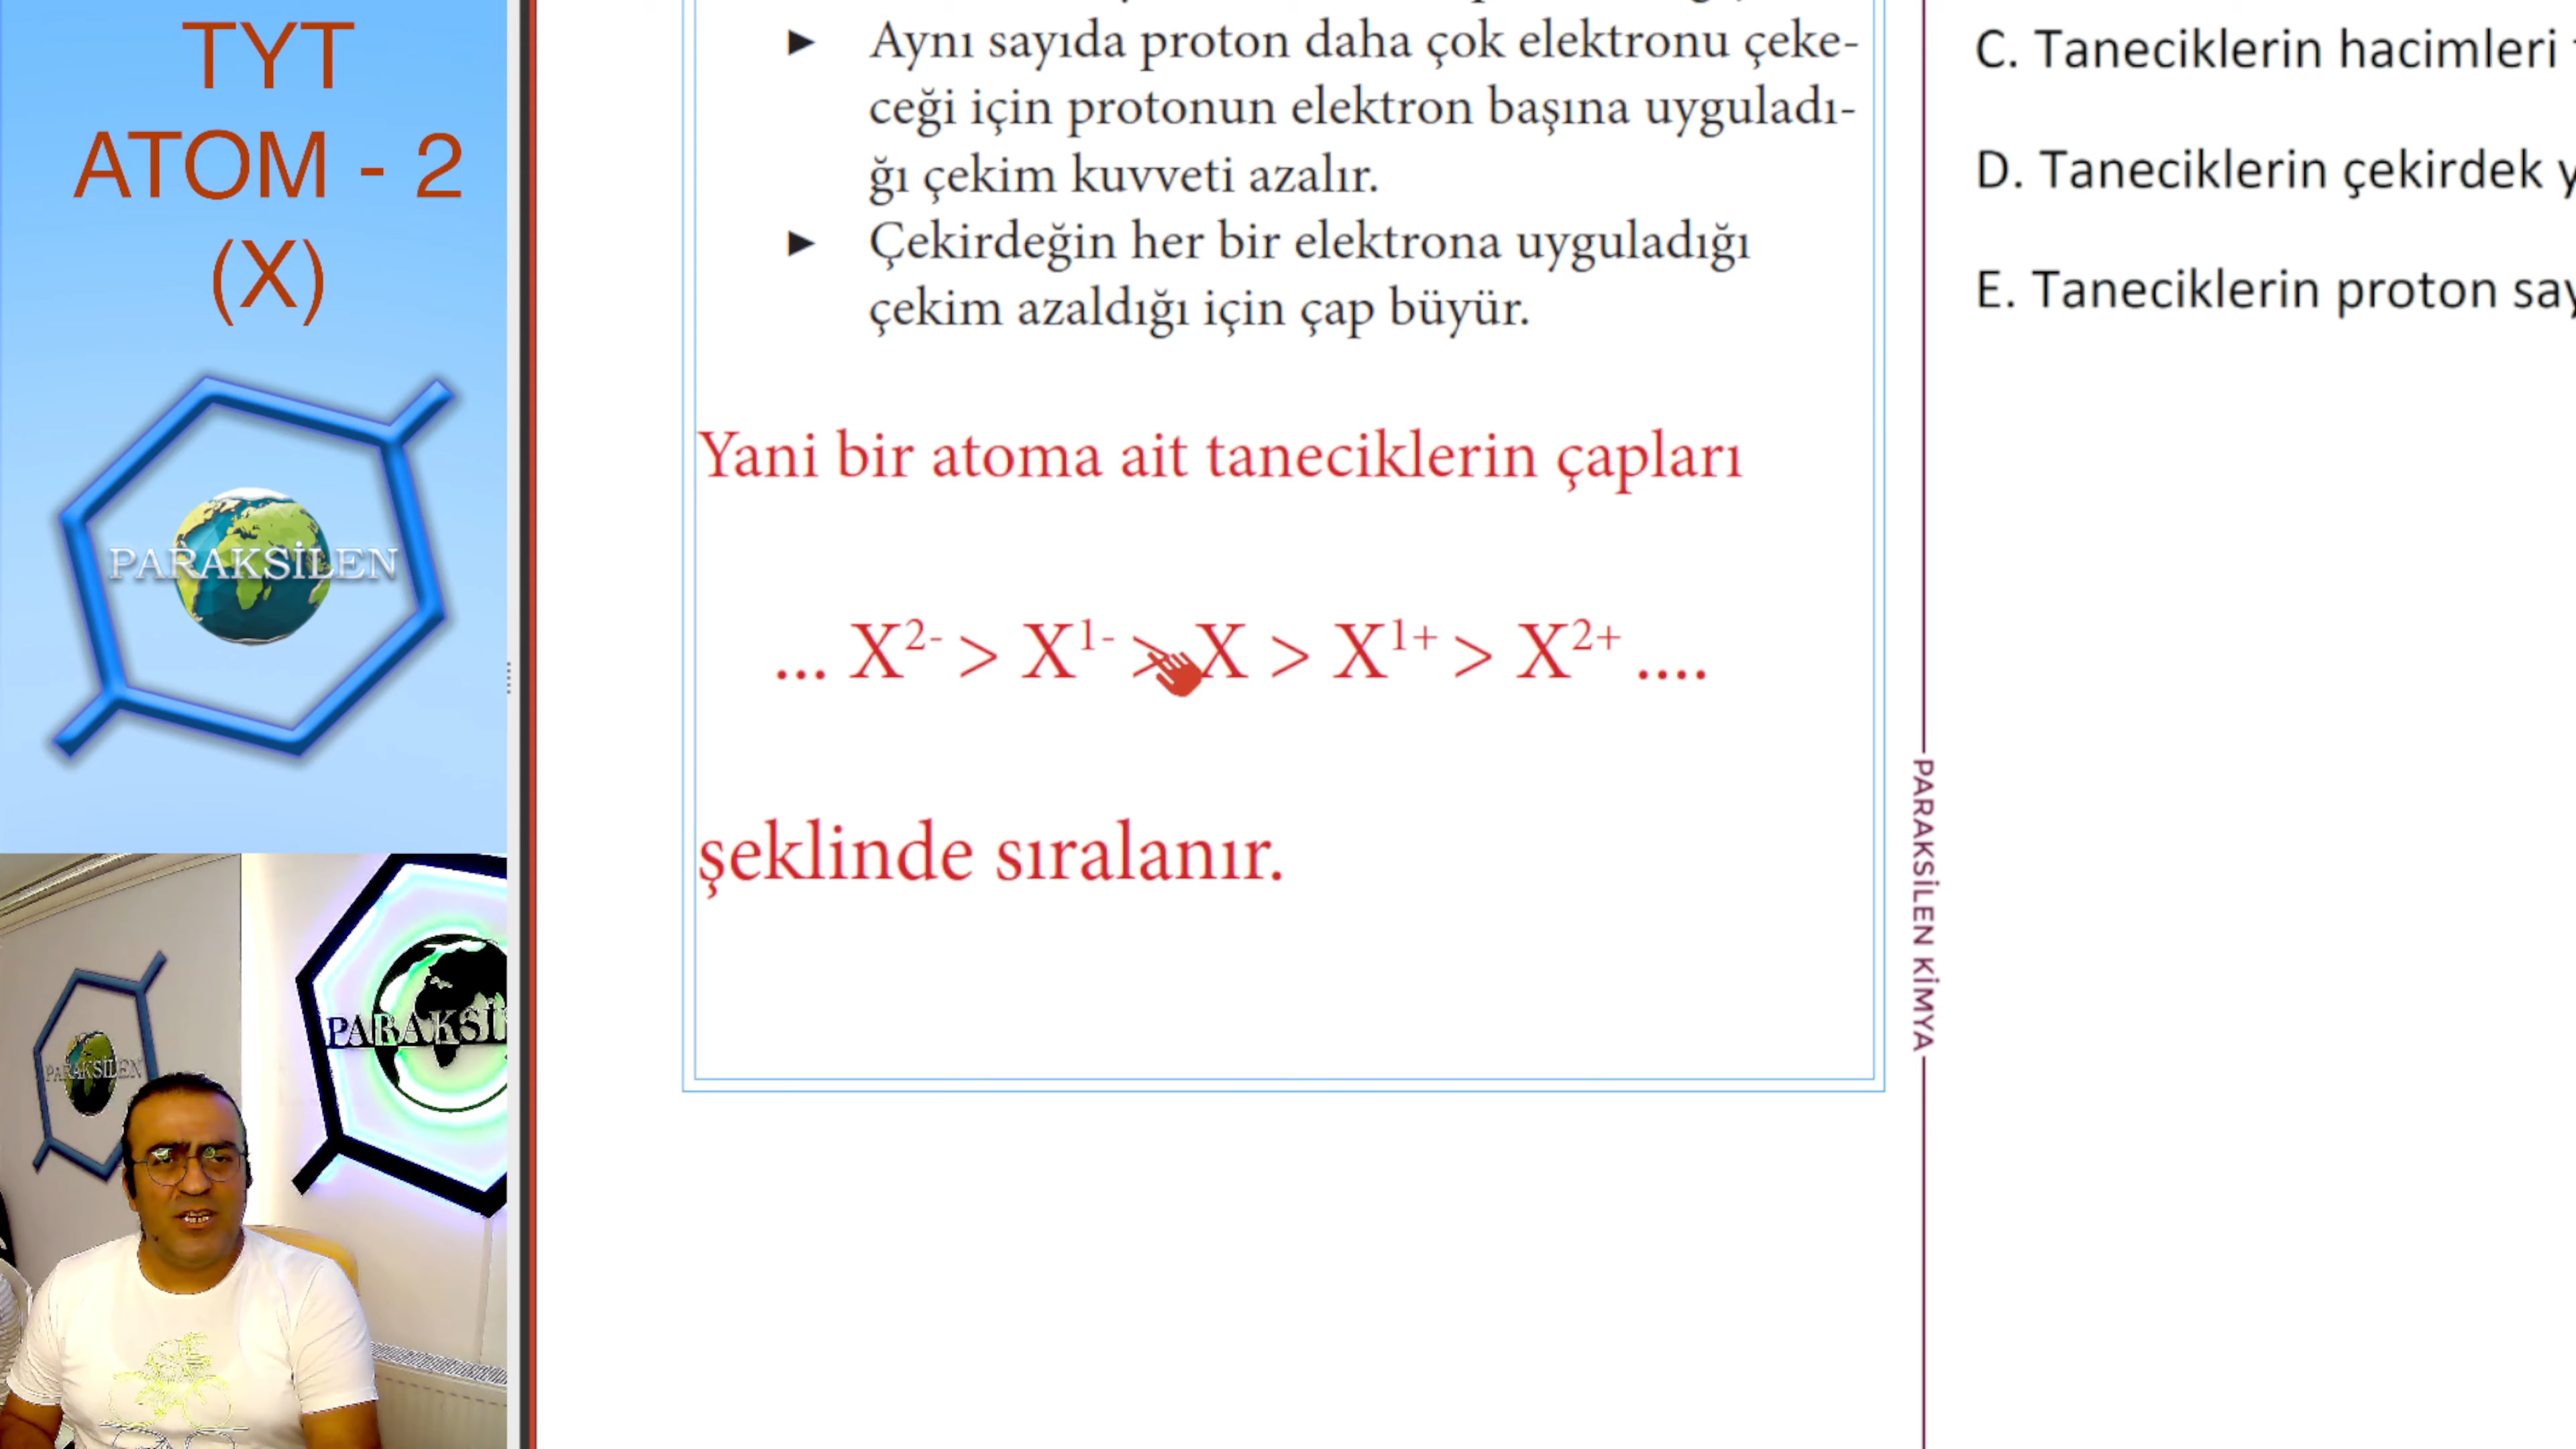 TYT
ATOM - 2
(X)
PARAKSİLEN
► Aynı sayıda proton daha çok elektronu çeke-
ceği için protonun elektron başına uyguladı-
ğı çekim kuvveti azalır.
► Çekirdeğin her bir elektrona uyguladığı
çekim azaldığı için çap büyür.
Yani bir atoma ait taneciklerin çapları
... X²⁻ > X¹⁻ > X > X¹⁺ > X²⁺ ....
şeklinde sıralanır.
C. Taneciklerin hacimleri
D. Taneciklerin çekirdek
E. Taneciklerin proton
PARAKSİLEN KİMYA
PARAKSİLEN
PARAKSİ